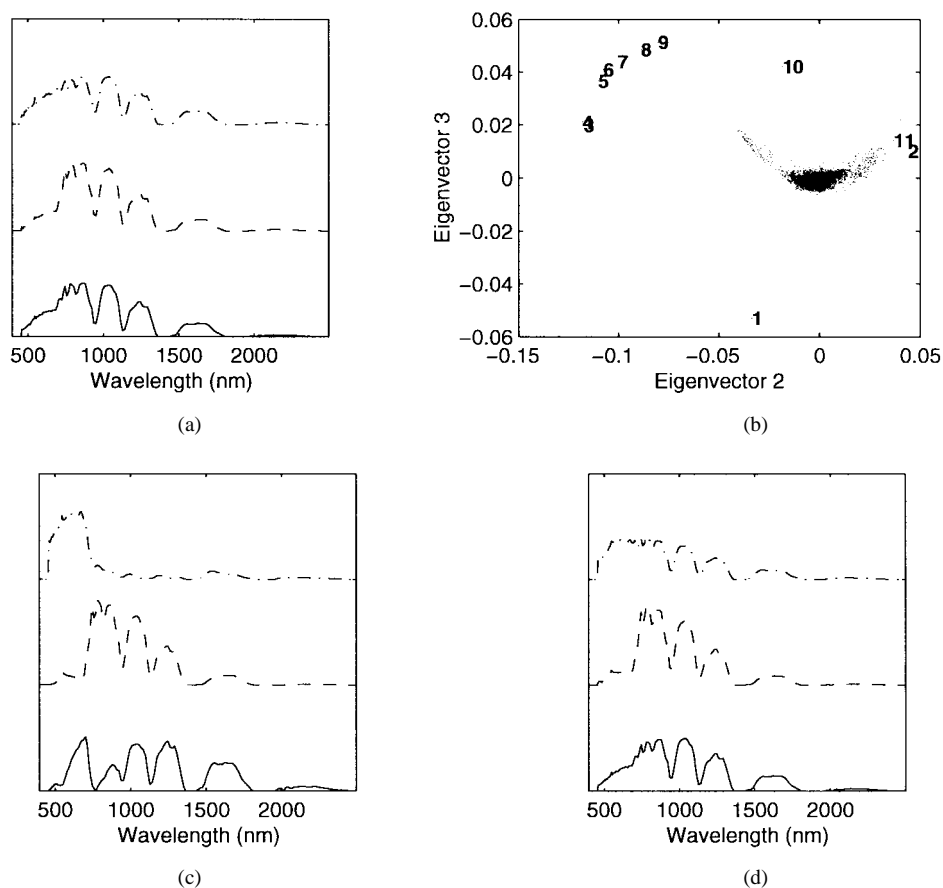 500 1000 1500 2000
Wavelength (nm)
(a)
0.06
0.04
0.02
0
−0.02
−0.04
−0.06
Eigenvector 3
9
8
7
6
5
4
3
10
11
2
1
−0.15 −0.1 −0.05 0 0.05
Eigenvector 2
(b)
500 1000 1500 2000
Wavelength (nm)
(c)
500 1000 1500 2000
Wavelength (nm)
(d)